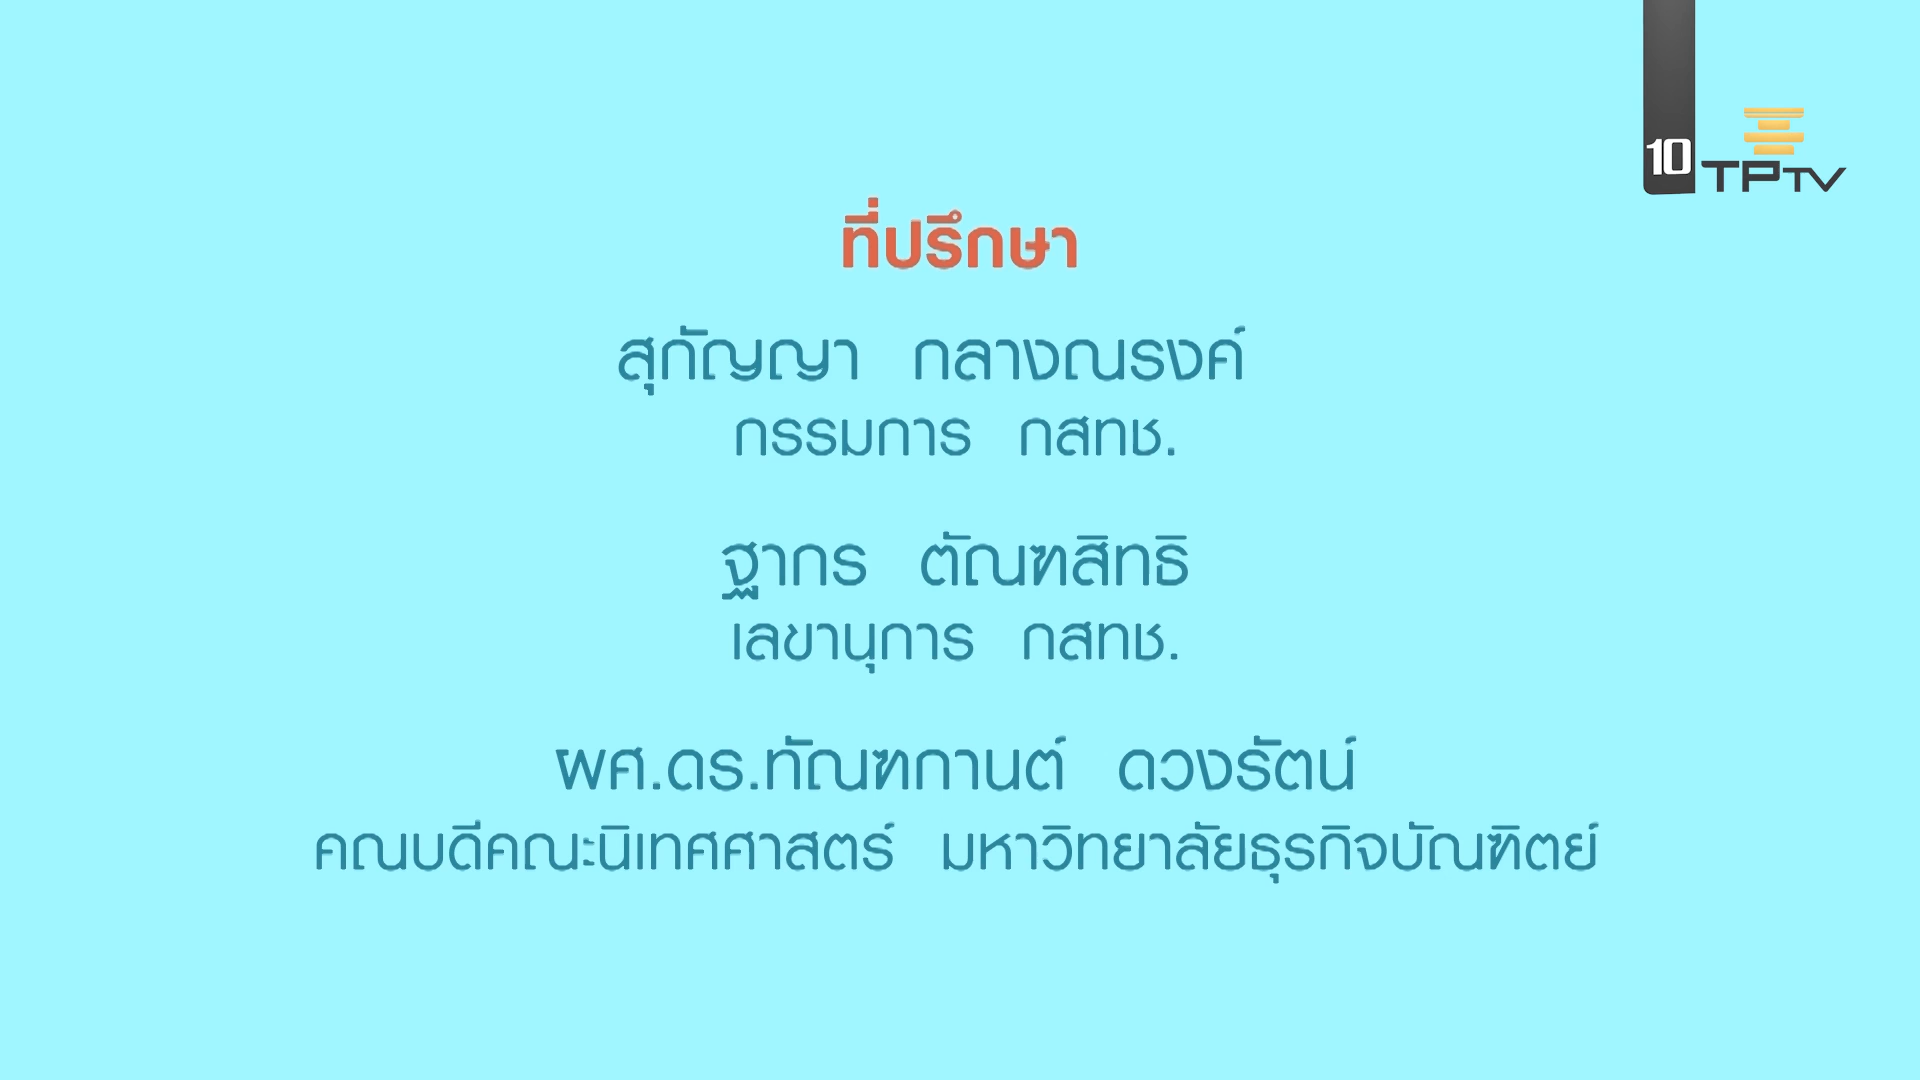 10 TPTV
ที่ปรึกษา
สุกัญญา กลางณรงค์
กรรมการ กสทช.
ฐากร ตัณฑสิทธิ
เลขานุการ กสทช.
ผศ.ดร.ทัณฑกานต์ ดวงรัตน์
คณบดีคณะนิเทศศาสตร์ มหาวิทยาลัยธุรกิจบัณฑิตย์